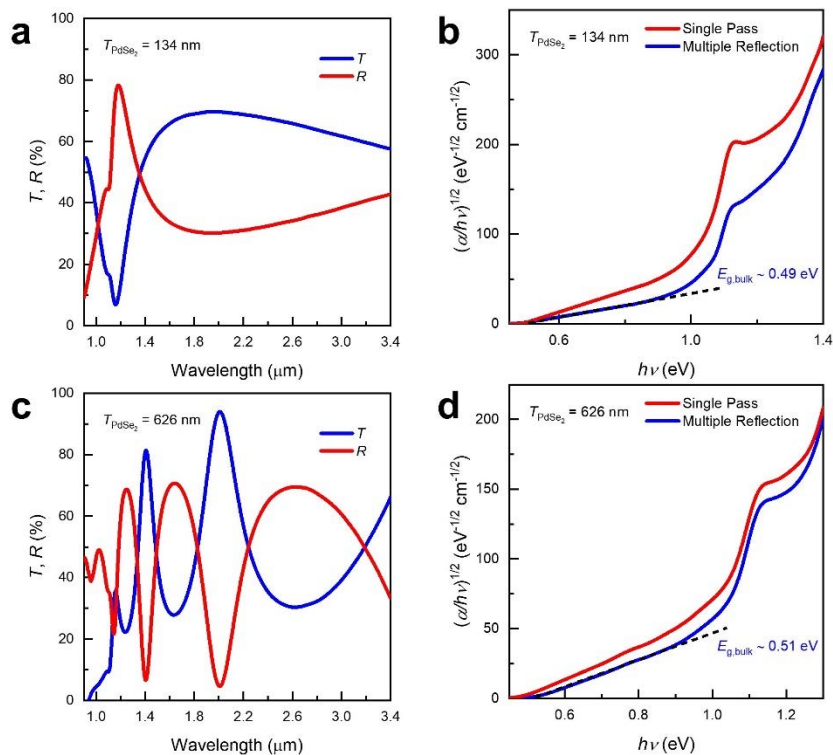 a
T_PdSe₂ = 134 nm
T
R
T, R (%)
100
80
60
40
20
0
1.0 1.4 1.8 2.2 2.6 3.0 3.4
Wavelength (μm)
b
T_PdSe₂ = 134 nm
Single Pass
Multiple Reflection
(α/hν)^1/2 (eV^-1/2 cm^-1/2)
300
200
100
0
E_g,bulk ~ 0.49 eV
0.6 1.0 1.4
hν (eV)
c
T_PdSe₂ = 626 nm
T
R
T, R (%)
100
80
60
40
20
0
1.0 1.4 1.8 2.2 2.6 3.0 3.4
Wavelength (μm)
d
T_PdSe₂ = 626 nm
Single Pass
Multiple Reflection
(α/hν)^1/2 (eV^-1/2 cm^-1/2)
200
150
100
50
0
E_g,bulk ~ 0.51 eV
0.6 0.8 1.0 1.2
hν (eV)